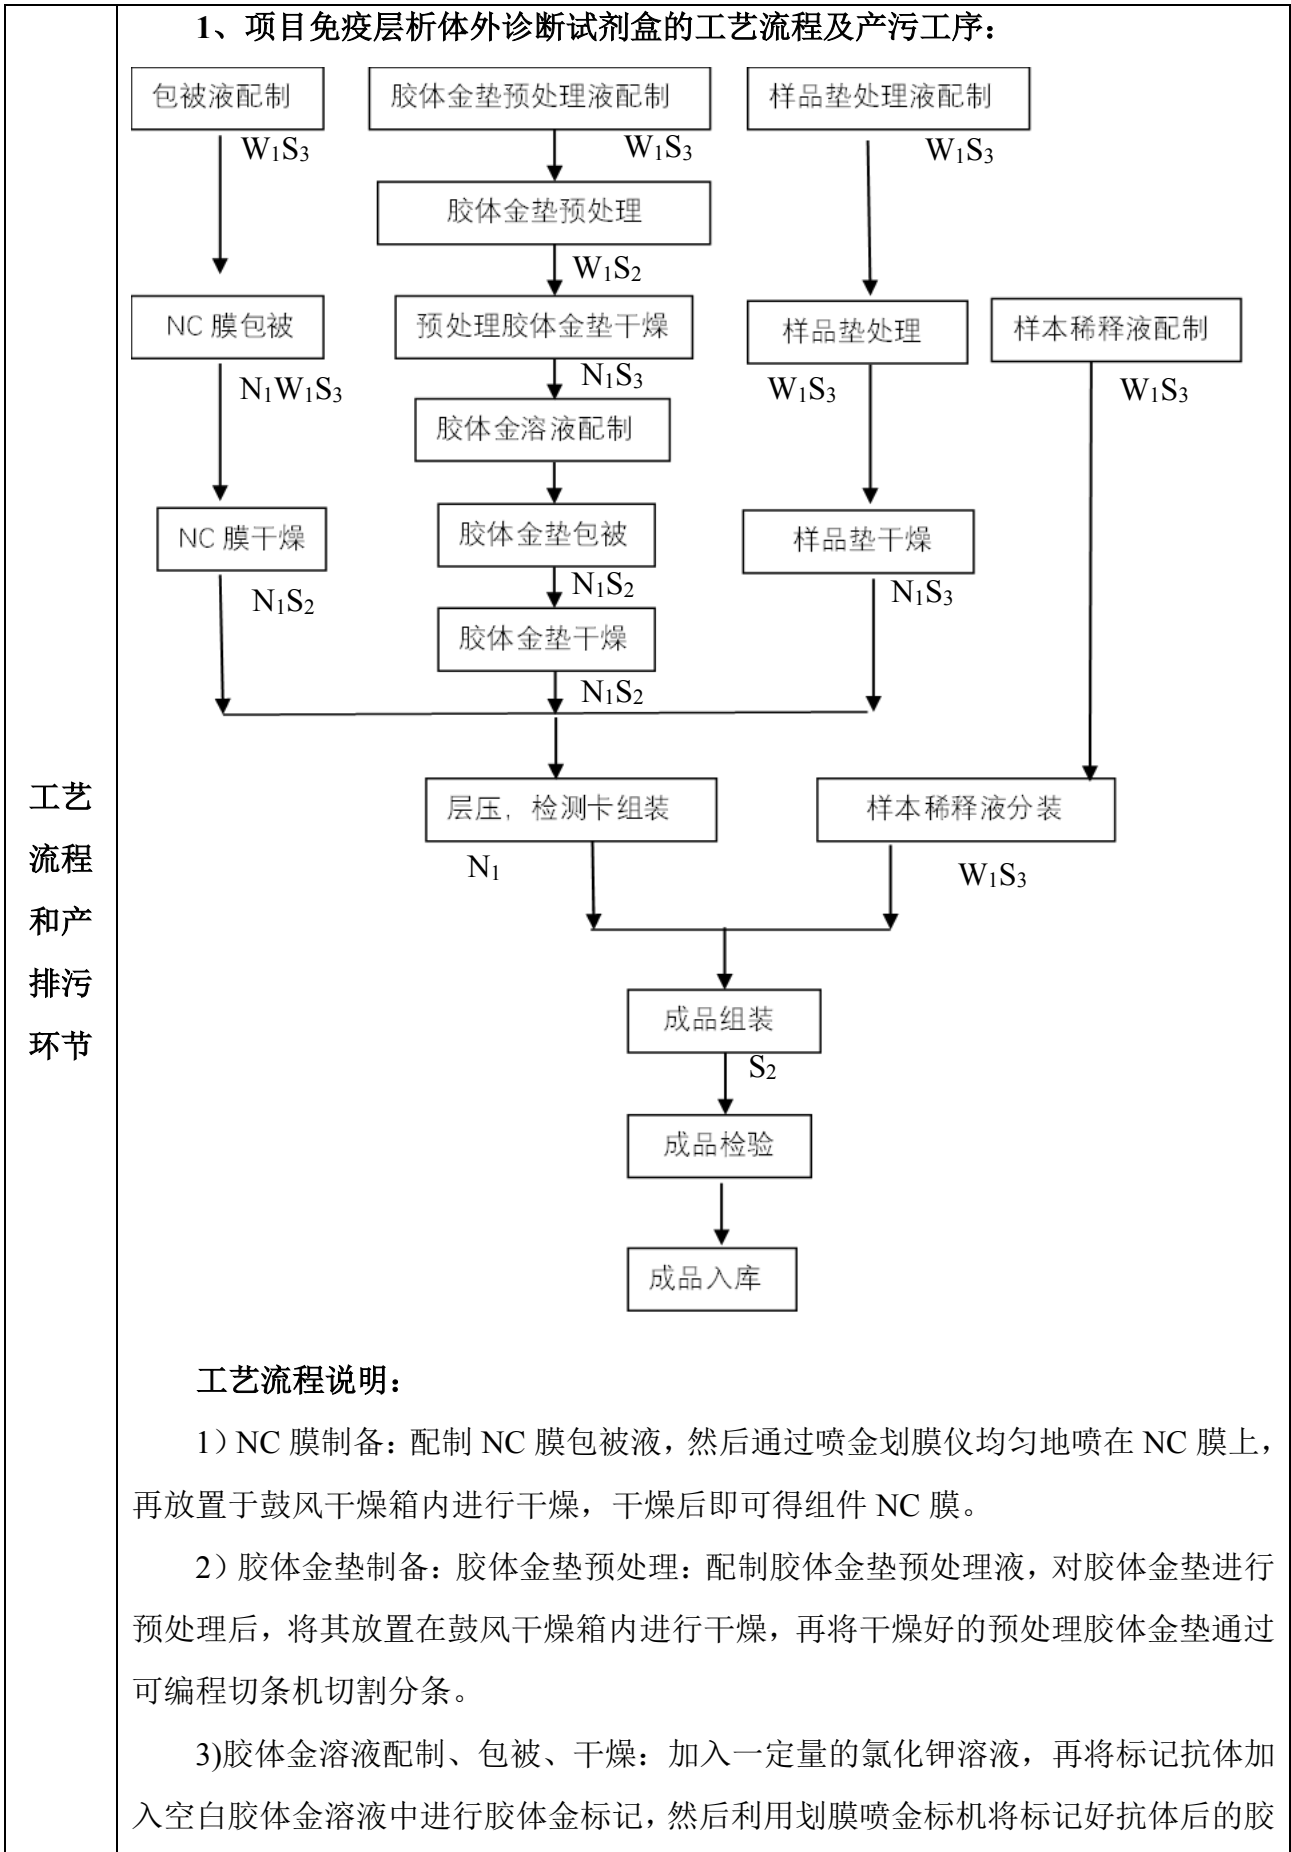 1、项目免疫层析体外诊断试剂盒的工艺流程及产污工序：
包被液配制
胶体金垫预处理液配制
样品垫处理液配制
W₁S₃
W₁S₃
W₁S₃
胶体金垫预处理
W₁S₂
NC 膜包被
预处理胶体金垫干燥
样品垫处理
样本稀释液配制
N₁W₁S₃
N₁S₃
W₁S₃
W₁S₃
胶体金溶液配制
NC 膜干燥
胶体金垫包被
样品垫干燥
N₁S₂
N₁S₂
N₁S₃
胶体金垫干燥
N₁S₂
层压，检测卡组装
样本稀释液分装
N₁
W₁S₃
成品组装
S₂
成品检验
成品入库
工艺
流程
和产
排污
环节
工艺流程说明：
1）NC 膜制备：配制 NC 膜包被液，然后通过喷金划膜仪均匀地喷在 NC 膜上，
再放置于鼓风干燥箱内进行干燥，干燥后即可得组件 NC 膜。
2）胶体金垫制备：胶体金垫预处理：配制胶体金垫预处理液，对胶体金垫进行
预处理后，将其放置在鼓风干燥箱内进行干燥，再将干燥好的预处理胶体金垫通过
可编程切条机切割分条。
3)胶体金溶液配制、包被、干燥：加入一定量的氯化钾溶液，再将标记抗体加
入空白胶体金溶液中进行胶体金标记，然后利用划膜喷金标机将标记好抗体后的胶